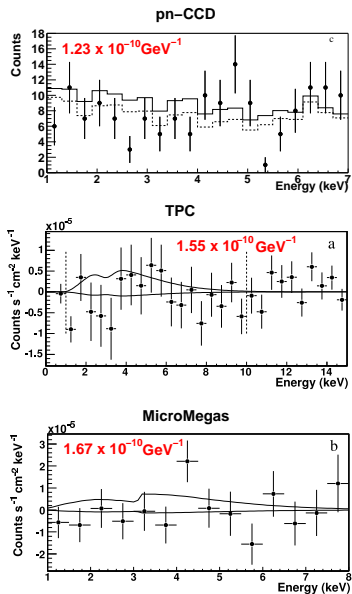 pn-CCD
Counts
18
16
14
12
10
8
6
4
2
0
1.23 x 10⁻¹⁰GeV⁻¹
c
1 2 3 4 5 6 7
Energy (keV)
TPC
x10⁻⁵
Counts s⁻¹ cm⁻² keV⁻¹
1
0.5
0
-0.5
-1
-1.5
1.55 x 10⁻¹⁰GeV⁻¹
a
0 2 4 6 8 10 12 14
Energy (keV)
MicroMegas
x10⁻⁵
Counts s⁻¹ cm⁻² keV⁻¹
3
2
1
0
-1
-2
1.67 x 10⁻¹⁰GeV⁻¹
b
1 2 3 4 5 6 7 8
Energy (keV)